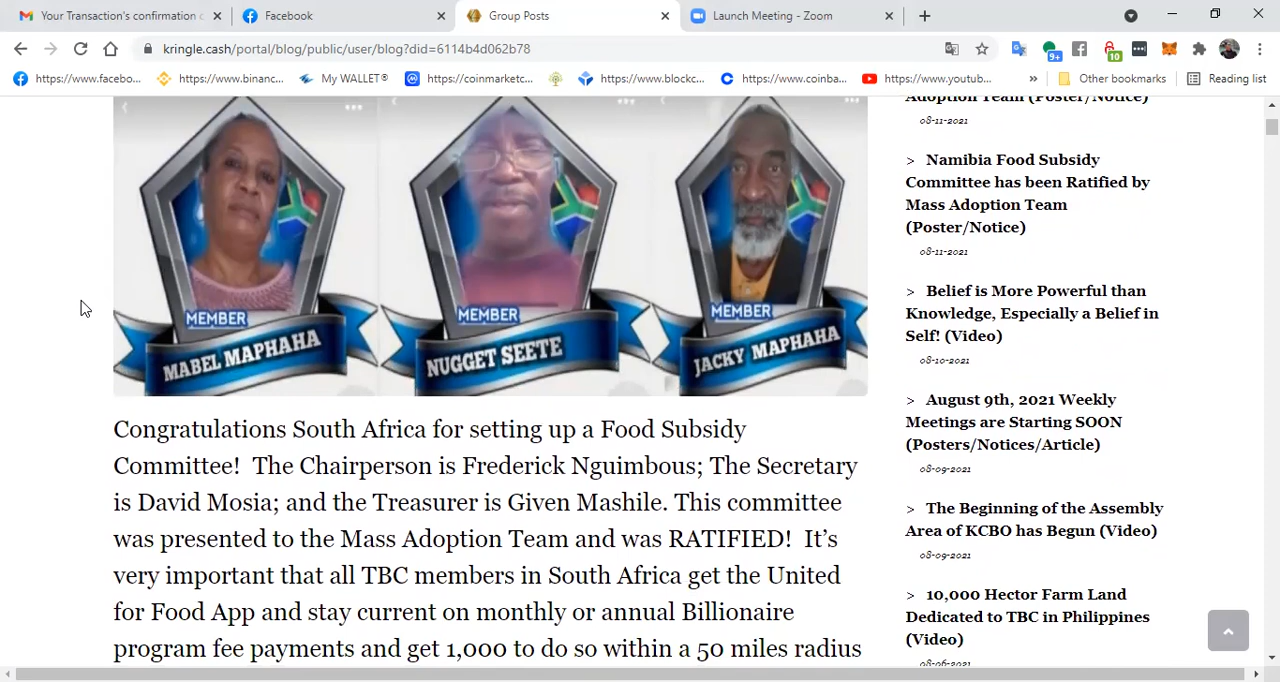 Your Transaction's confirmation c
Facebook
Group Posts
Launch Meeting - Zoom
kringle.cash/portal/blog/public/user/blog?did=6114b4d062b78
https://www.facebo...
https://www.binanc...
My WALLET®
https://coinmarketc...
https://www.blockc...
https://www.coinba...
https://www.youtub...
»
Other bookmarks
Reading list
9+
10
MEMBER
MABEL MAPHAHA
MEMBER
NUGGET SEETE
MEMBER
JACKY MAPHAHA
Congratulations South Africa for setting up a Food Subsidy
Committee!  The Chairperson is Frederick Nguimbous; The Secretary
is David Mosia; and the Treasurer is Given Mashile. This committee
was presented to the Mass Adoption Team and was RATIFIED!  It's
very important that all TBC members in South Africa get the United
for Food App and stay current on monthly or annual Billionaire
program fee payments and get 1,000 to do so within a 50 miles radius
Adoption Team (Poster/Notice)
08-11-2021
> Namibia Food Subsidy
Committee has been Ratified by
Mass Adoption Team
(Poster/Notice)
08-11-2021
> Belief is More Powerful than
Knowledge, Especially a Belief in
Self! (Video)
08-10-2021
> August 9th, 2021 Weekly
Meetings are Starting SOON
(Posters/Notices/Article)
08-09-2021
> The Beginning of the Assembly
Area of KCBO has Begun (Video)
08-09-2021
> 10,000 Hector Farm Land
Dedicated to TBC in Philippines
(Video)
08-06-2021